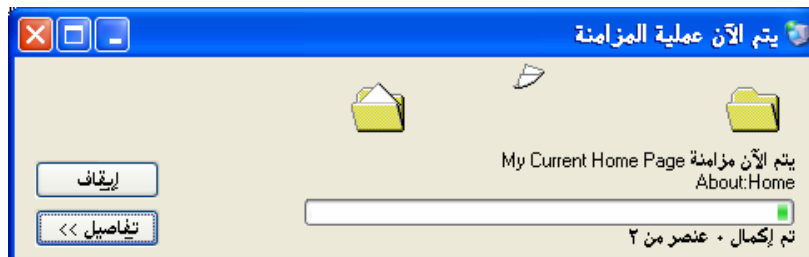 يتم الآن عملية المزامنة
يتم الآن مزامنة My Current Home Page
About:Home
تم إكمال ٠ عنصر من ٢
إيقاف
تفاصيل >>